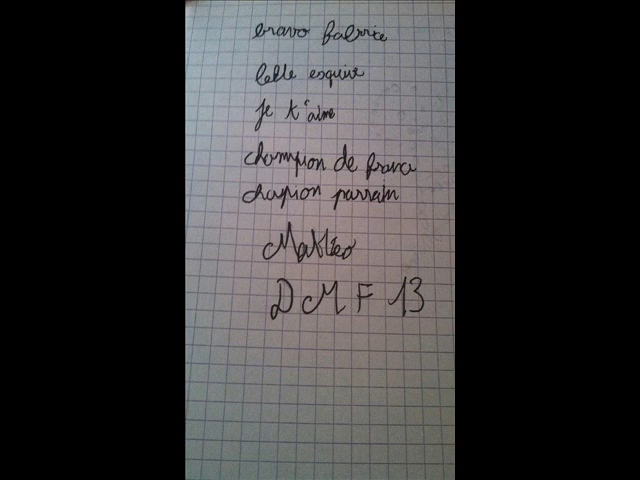 bravo fabrice
belle esquive
je t'aime
champion de france
chapion parrain
Mattéo
DMF 13